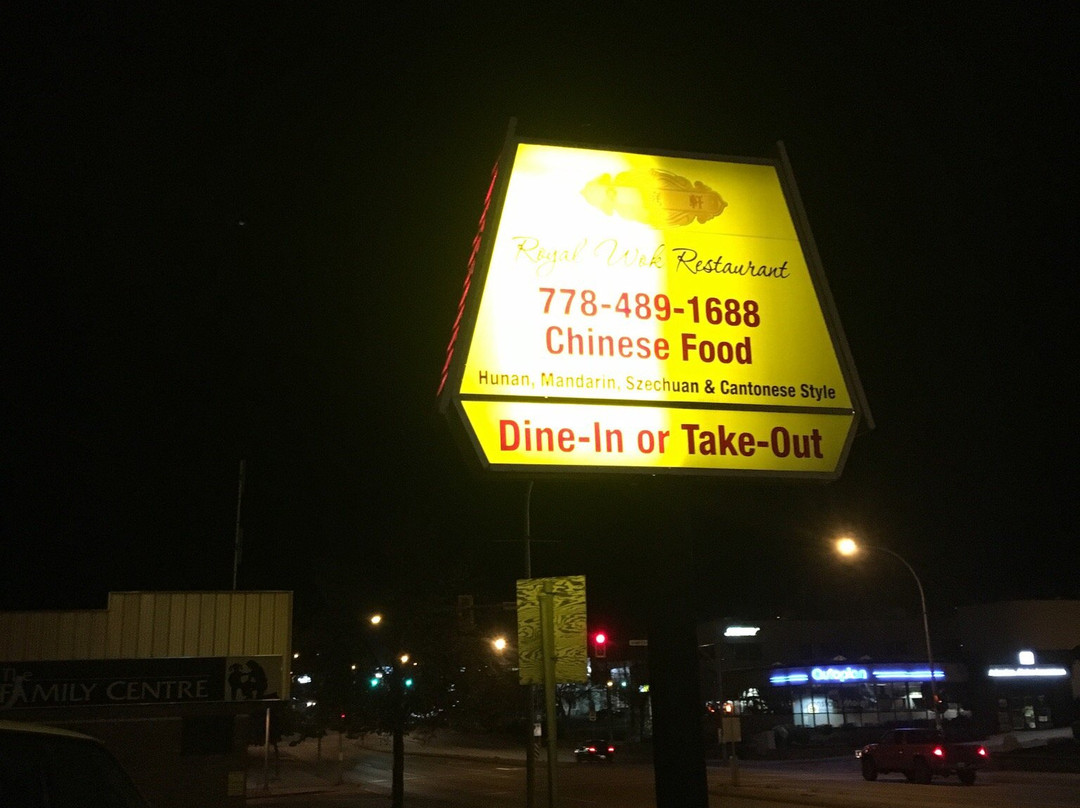 軒
Royal Wok Restaurant
778-489-1688
Chinese Food
Hunan, Mandarin, Szechuan & Cantonese Style
Dine-In or Take-Out
FAMILY CENTRE